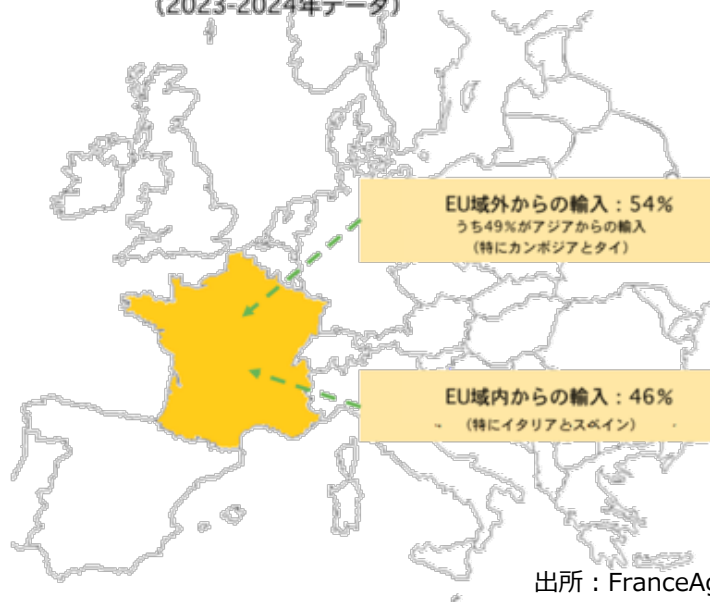 (2023-2024年データ)
EU域外からの輸入：54%
うち49%がアジアからの輸入
(特にカンボジアとタイ)
EU域内からの輸入：46%
(特にイタリアとスペイン)
出所：FranceAg